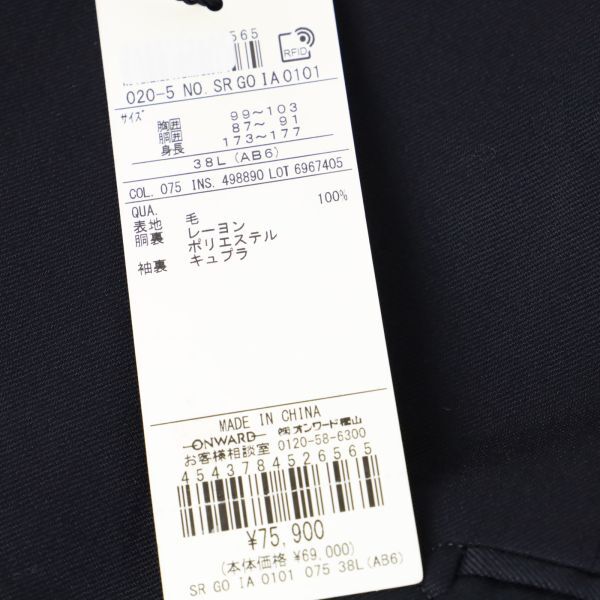 565
RFID
020-5 NO. SR GO IA 0101
サイズ
胸囲 99～103
胴囲 87～ 91
身長 173～177
38L (AB6)
COL. 075 INS. 498890 LOT 6967405
QUA.
表地 毛 100%
胴裏 レーヨン
ポリエステル
袖裏 キュプラ
MADE IN CHINA
ONWARD ㈱オンワード樫山
お客様相談室 0120-58-6300
4543784526565
¥75,900
(本体価格 ¥69,000)
SR GO IA 0101 075 38L(AB6)